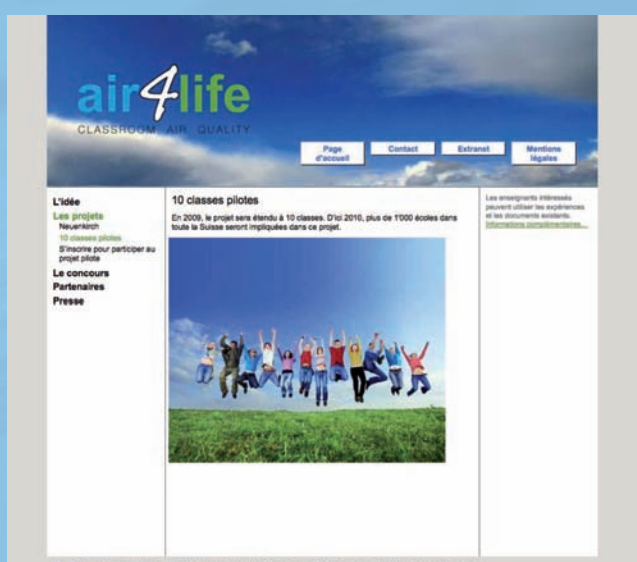 air4life
CLASSROOM AIR QUALITY
Page
d'accueil
Contact
Extranet
Mentions
légales
L'idée
Les projets
Neuenkirch
10 classes pilotes
S'inscrire pour participer au
projet pilote
Le concours
Partenaires
Presse
10 classes pilotes
En 2009, le projet sera étendu à 10 classes. D'ici 2010, plus de 1'000 écoles dans
toute la Suisse seront impliquées dans ce projet.
Les enseignants intéressés
peuvent utiliser les expériences
et les documents existants.
Informations complémentaires...